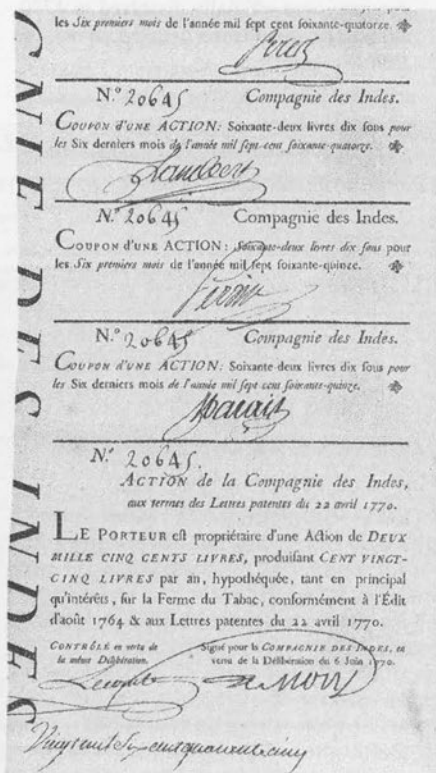 CNIE DES INDES
les Six premiers mois de l'année mil sept cent soixante-quatorze.
N.º 20645 Compagnie des Indes.
COUPON d'UNE ACTION: Soixante-deux livres dix sous pour
les Six derniers mois de l'année mil sept cent soixante-quatorze.
N.º 20645 Compagnie des Indes.
COUPON d'UNE ACTION: Soixante-deux livres dix sous pour
les Six premiers mois de l'année mil sept soixante-quinze.
N.º 20645 Compagnie des Indes.
COUPON d'UNE ACTION: Soixante-deux livres dix sous pour
les Six derniers mois de l'année mil sept cent soixante-quinze.
Marais
N.º 20645.
ACTION de la Compagnie des Indes,
aux termes des Lettres patentes du 22 avril 1770.
LE PORTEUR est propriétaire d'une Action de DEUX
MILLE CINQ CENTS LIVRES, produisant CENT VINGT-
CINQ LIVRES par an, hypothéquée, tant en principal
qu'intérêts, sur la Ferme du Tabac, conformément à l'Edit
d'août 1764 & aux Lettres patentes du 22 avril 1770.
CONTRÔLÉ en vertu de
la même Délibération.
Signé pour la COMPAGNIE DES INDES, en
vertu de la Délibération du 6 Juin 1770.
Vingt mil Six cent quarante cinq